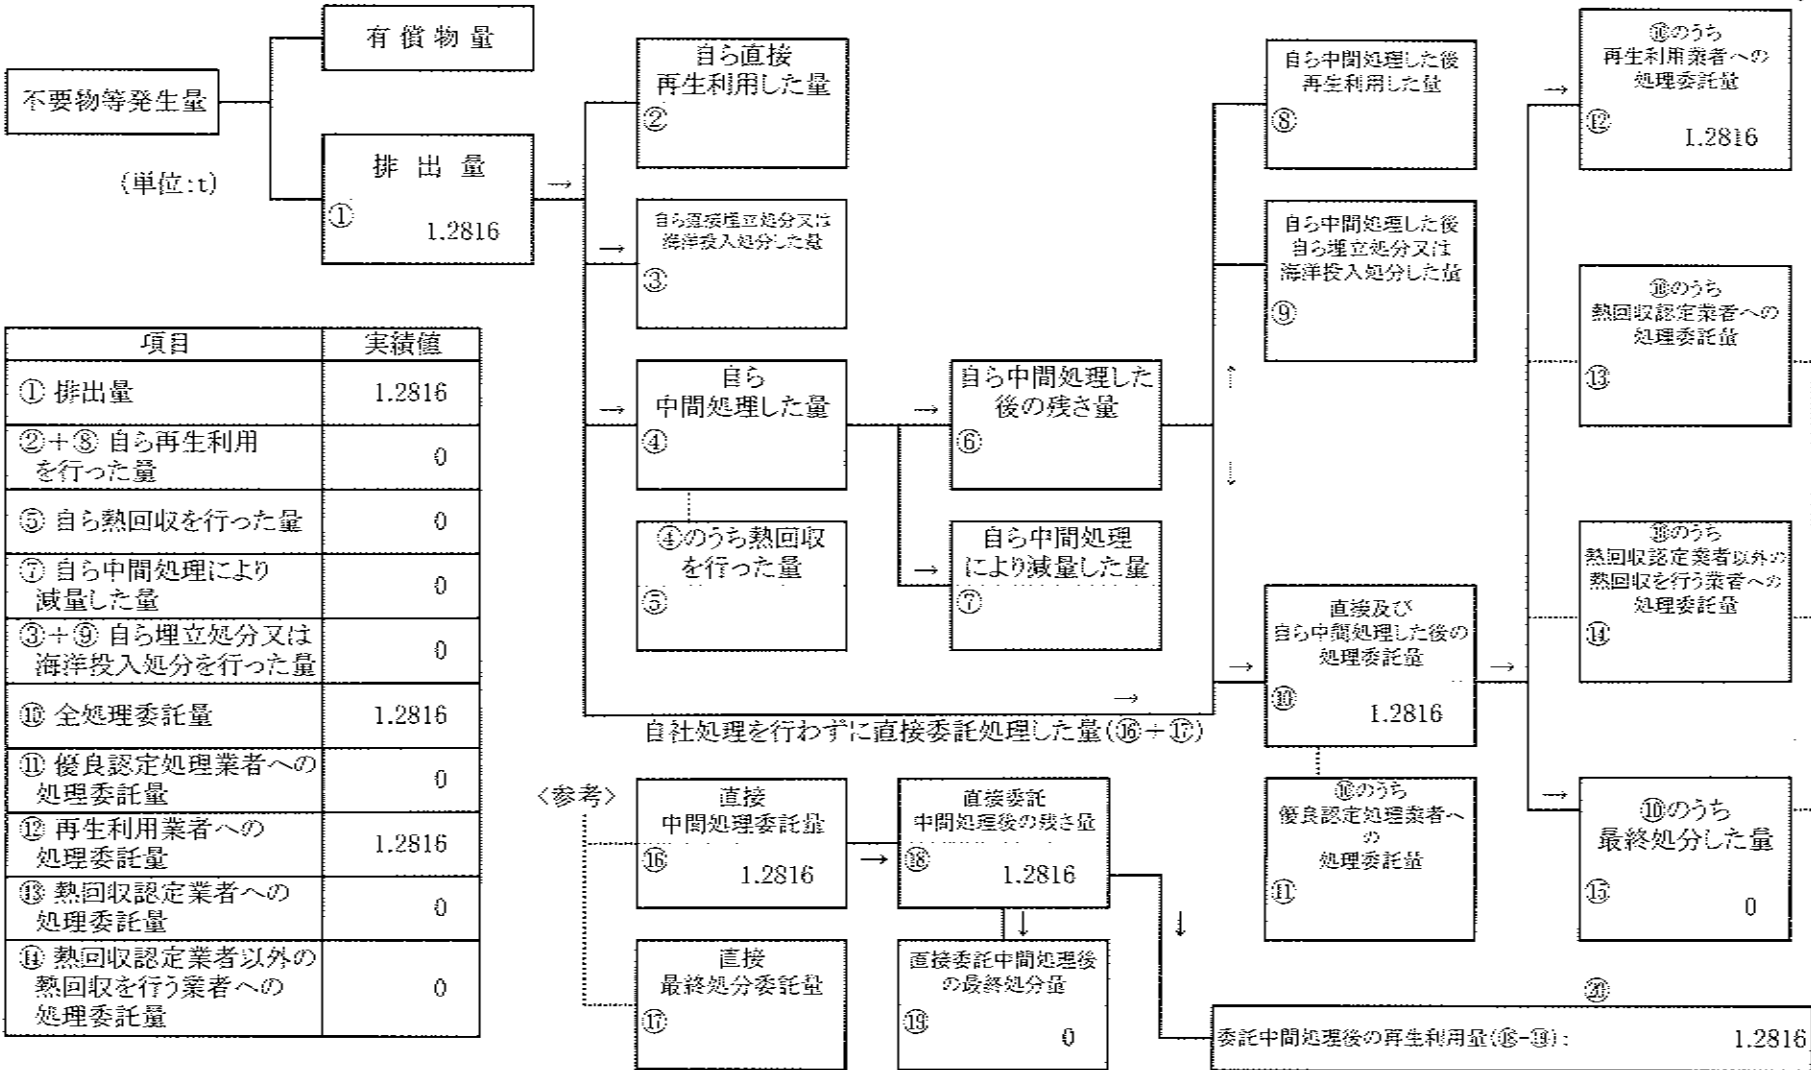 不要物等発生量
(単位:t)
有償物量
排出量
①
1.2816
→
自ら直接
再生利用した量
②
→
自ら直接埋立処分又は
海洋投入処分した量
③
→
自ら
中間処理した量
④
④のうち熱回収
を行った量
⑤
→
自ら中間処理した
後の残さ量
⑥
→
自ら中間処理
により減量した量
⑦
自ら中間処理した後
再生利用した量
⑧
自ら中間処理した後
自ら埋立処分又は
海洋投入処分した量
⑨
↑
↓
→
自社処理を行わずに直接委託処理した量(⑯+⑰)
→
直接及び
自ら中間処理した後の
処理委託量
⑩
1.2816
→
⑩のうち
優良認定処理業者へ
の
処理委託量
⑪
→
⑩のうち
再生利用業者への
処理委託量
⑫
1.2816
⑩のうち
熱回収認定業者への
処理委託量
⑬
⑩のうち
熱回収認定業者以外の
熱回収を行う業者への
処理委託量
⑭
→
⑩のうち
最終処分した量
⑮
0
項目 実績値
① 排出量 1.2816
②+⑧ 自ら再生利用
を行った量 0
⑤ 自ら熱回収を行った量 0
⑦ 自ら中間処理により
減量した量 0
③+⑨ 自ら埋立処分又は
海洋投入処分を行った量 0
⑩ 全処理委託量 1.2816
⑪ 優良認定処理業者への
処理委託量 0
⑫ 再生利用業者への
処理委託量 1.2816
⑬ 熱回収認定業者への
処理委託量 0
⑭ 熱回収認定業者以外の
熱回収を行う業者への
処理委託量 0
〈参考〉
直接
中間処理委託量
⑯
1.2816
→
直接委託
中間処理後の残さ量
⑱
1.2816
↓
↓
直接
最終処分委託量
⑰
直接委託中間処理後
の最終処分量
⑲
0
⑳
委託中間処理後の再生利用量(⑱-⑲): 1.2816